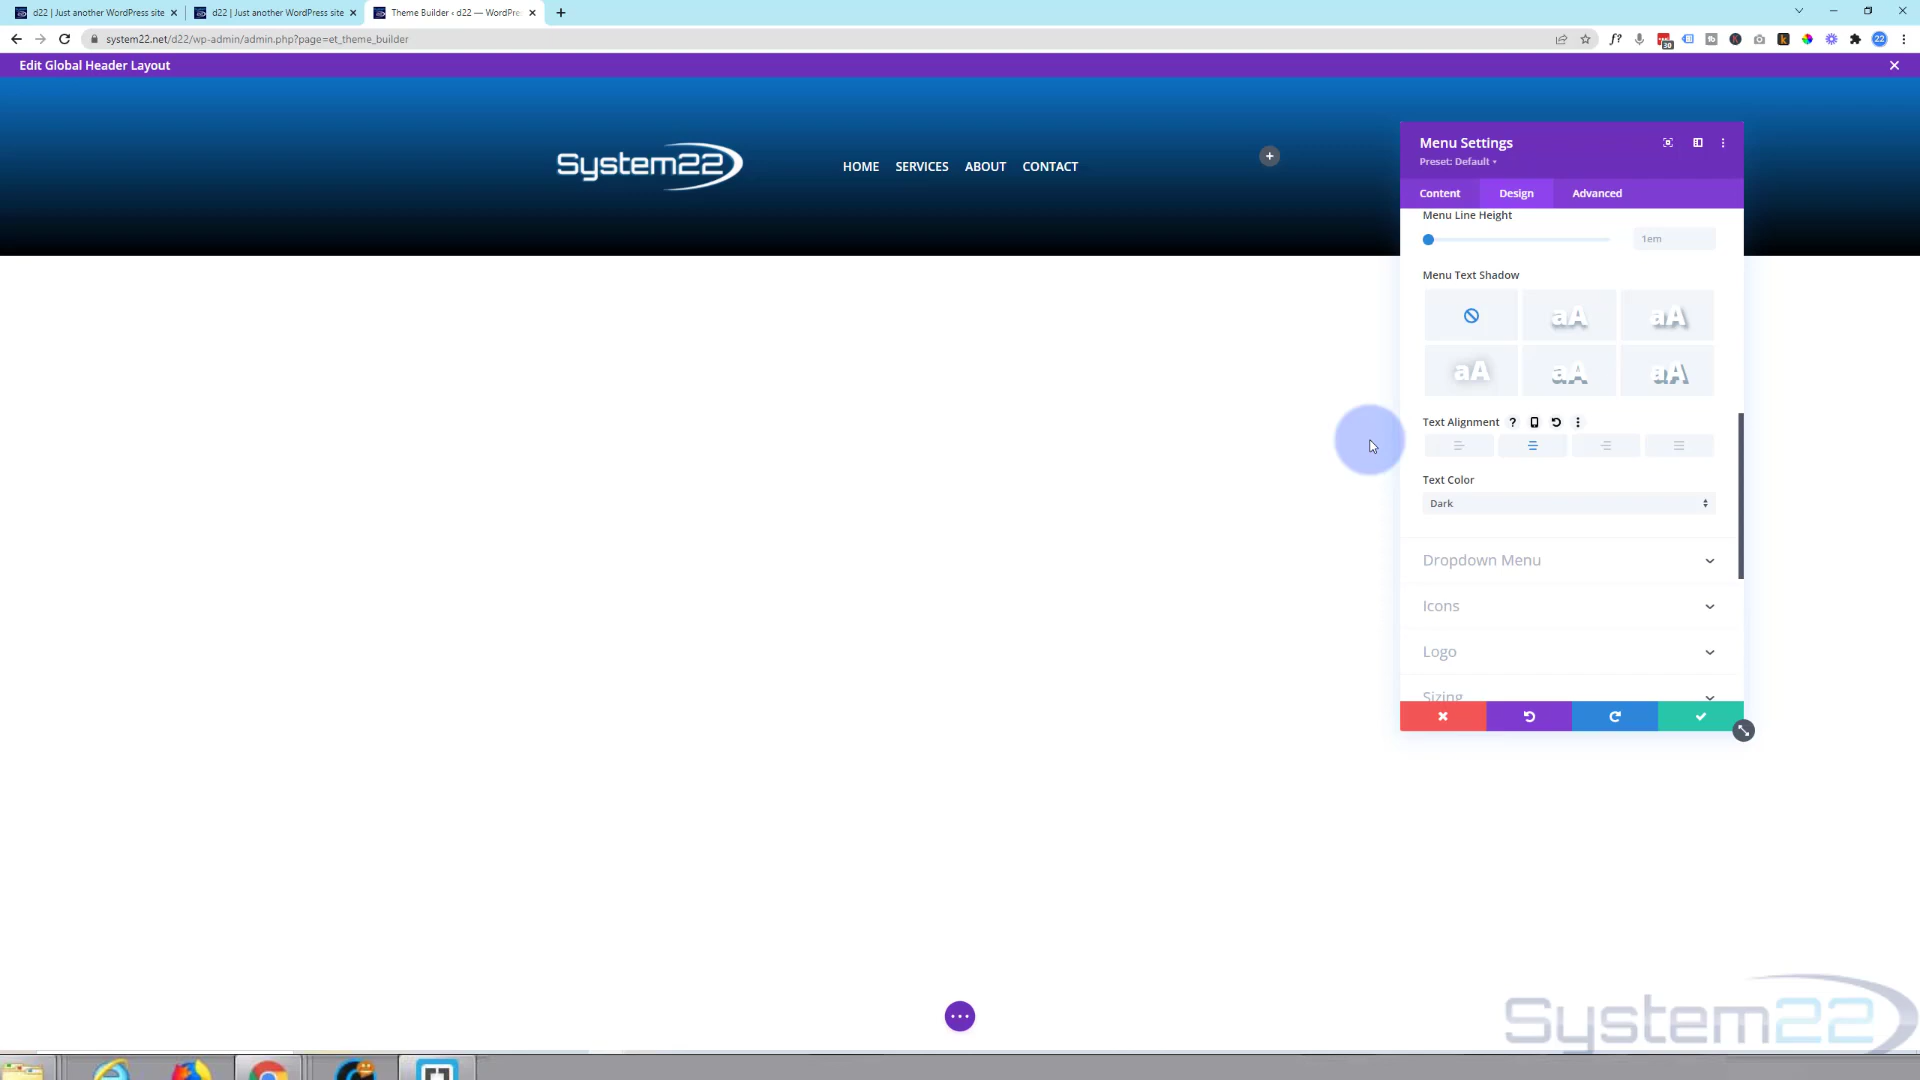 d22 | Just another WordPress site
d22 | Just another WordPress site
Theme Builder ‹ d22 — WordPre
system22.net/d22/wp-admin/admin.php?page=et_theme_builder
f?
30
22
Edit Global Header Layout
System22
HOME SERVICES ABOUT CONTACT
Menu Settings
Preset: Default
Content Design Advanced
Menu Line Height
1em
Menu Text Shadow
aA aA
aA aA aA
Text Alignment ?
Text Color
Dark
Dropdown Menu
Icons
Logo
Sizing
System22